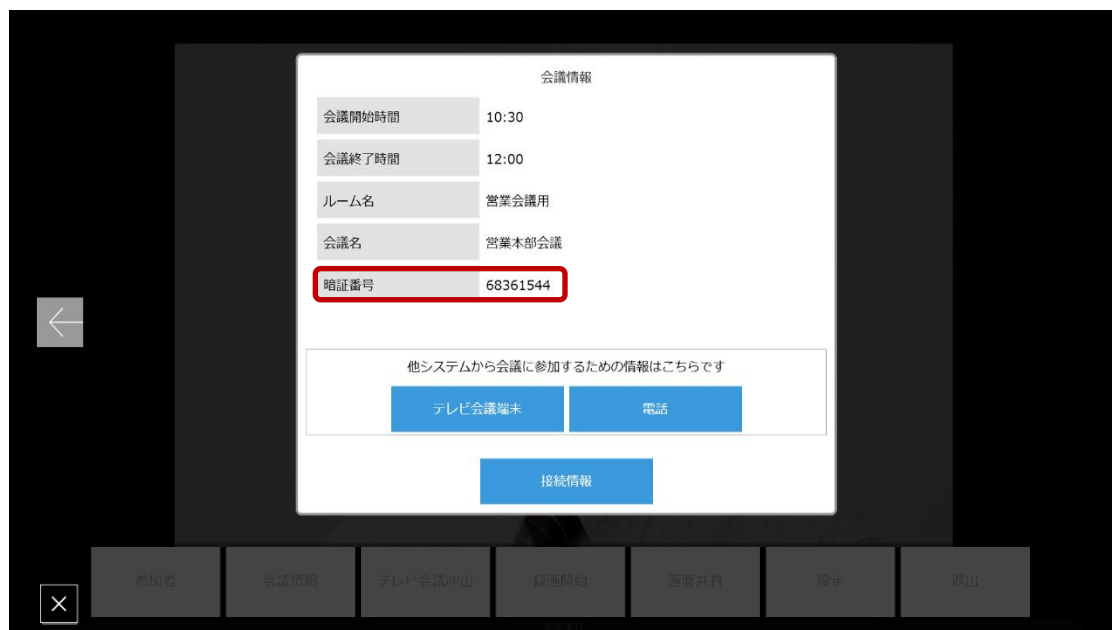 会議情報
会議開始時間 10:30
会議終了時間 12:00
ルーム名 営業会議用
会議名 営業本部会議
暗証番号 68361544
他システムから会議に参加するための情報はこちらです
テレビ会議端末 電話
接続情報
参加者 会議情報 テレビ会議呼出 録画開始 画面共有 設定 退出